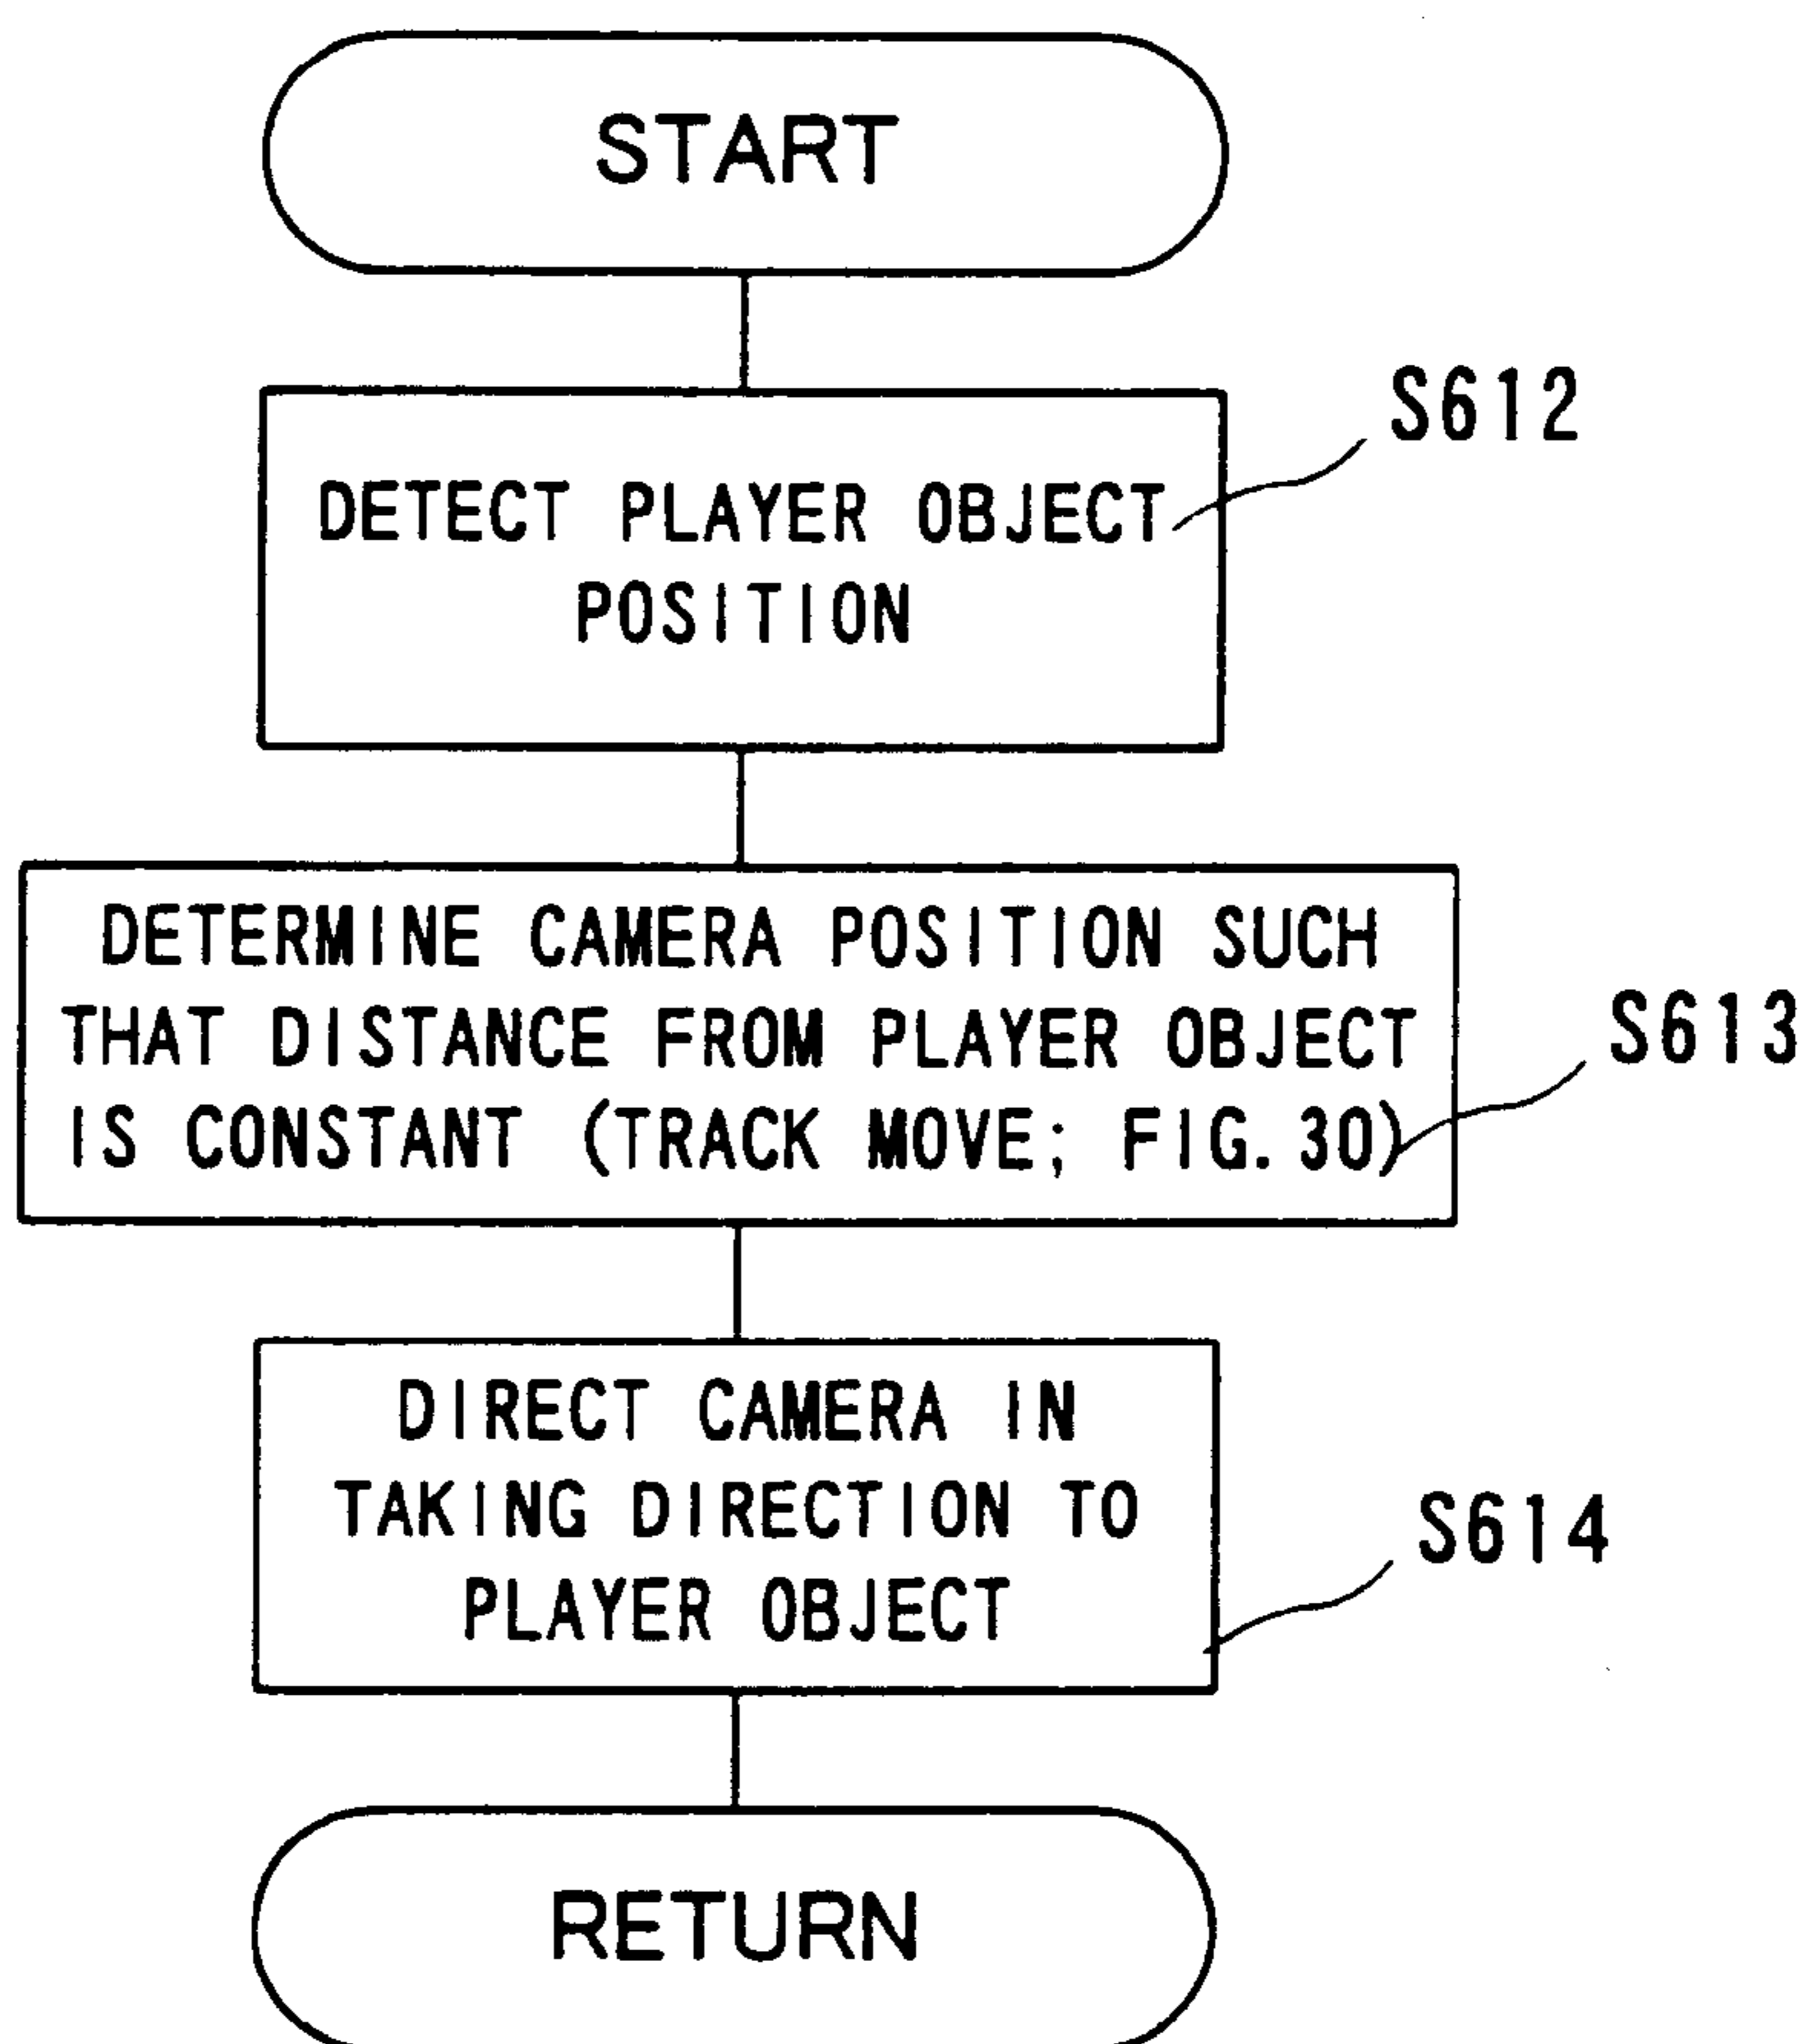 START
S612
DETECT PLAYER OBJECT
POSITION
DETERMINE CAMERA POSITION SUCH
THAT DISTANCE FROM PLAYER OBJECT
IS CONSTANT (TRACK MOVE; FIG. 30)
S613
DIRECT CAMERA IN
TAKING DIRECTION TO
PLAYER OBJECT
S614
RETURN